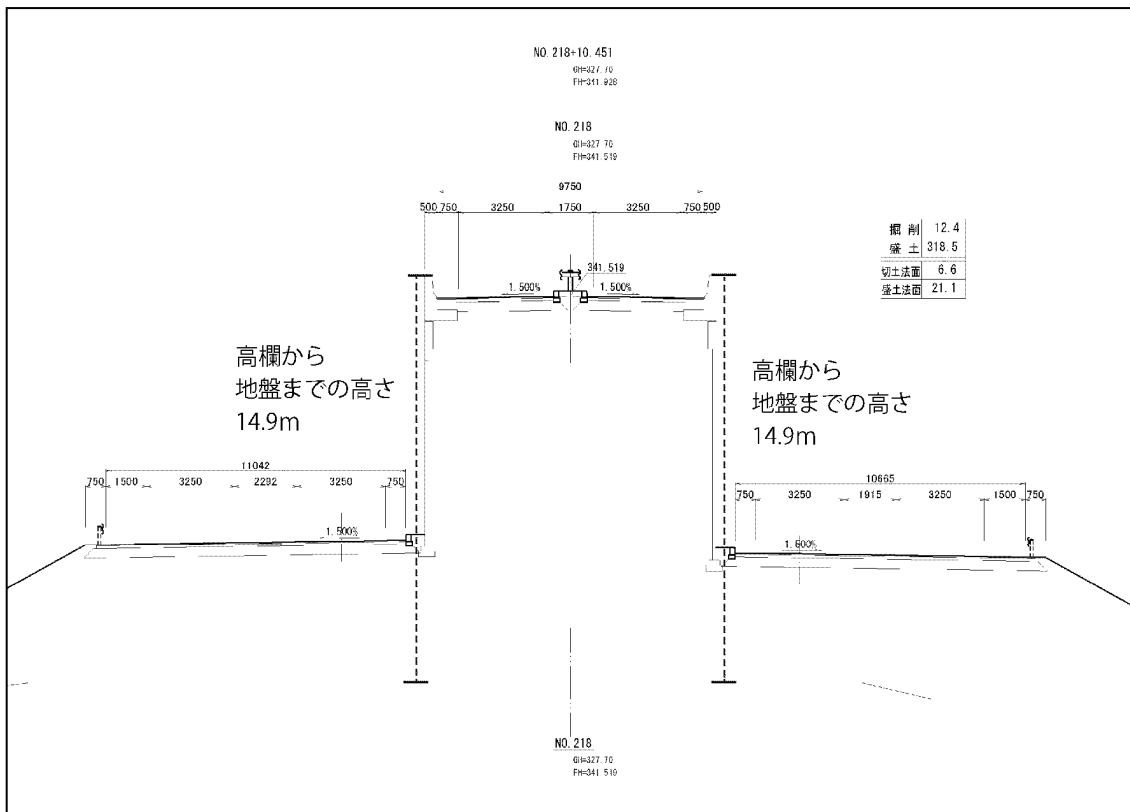 NO. 218+10. 451
GH=327. 70
FH=341. 928
NO. 218
GH=327 70
FH=341. 519
9750
500 750 3250 1750 3250 750 500
掘 削 12.4
盛 土 318.5
切土法面 6.6
盛土法面 21.1
341. 519
1. 500% 1. 500%
高欄から
地盤までの高さ
14.9m
高欄から
地盤までの高さ
14.9m
11042
750 1500 3250 2292 3250 750
1. 500%
10665
750 3250 1915 3250 1500 750
1. 500%
NO. 218
GH=327. 70
FH=341 519